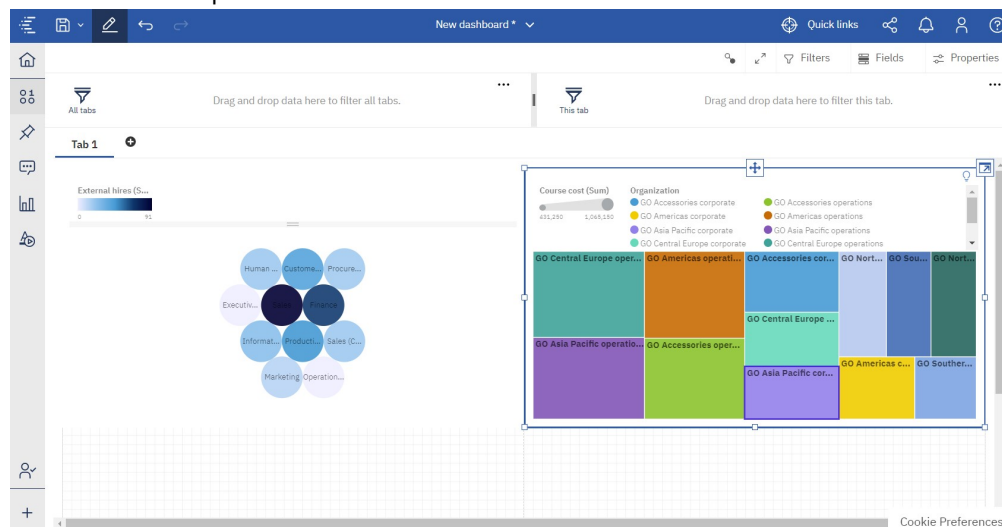 New dashboard *
Quick links
Filters
Fields
Properties
All tabs
Drag and drop data here to filter all tabs.
This tab
Drag and drop data here to filter this tab.
Tab 1
External hires (S...
0 91
Human ... Custome... Procure...
Executiv... Sales Finance
Informat... Producti... Sales (C...
Marketing Operation...
Course cost (Sum)
431,250 1,065,150
Organization
GO Accessories corporate
GO Accessories operations
GO Americas corporate
GO Americas operations
GO Asia Pacific corporate
GO Asia Pacific operations
GO Central Europe corporate
GO Central Europe operations
GO Central Europe oper... GO Americas operati... GO Accessories cor... GO Nort... GO Sou... GO Nort...
GO Central Europe ...
GO Asia Pacific operatio... GO Accessories oper...
GO Americas c... GO Souther...
GO Asia Pacific cor...
Cookie Preferences